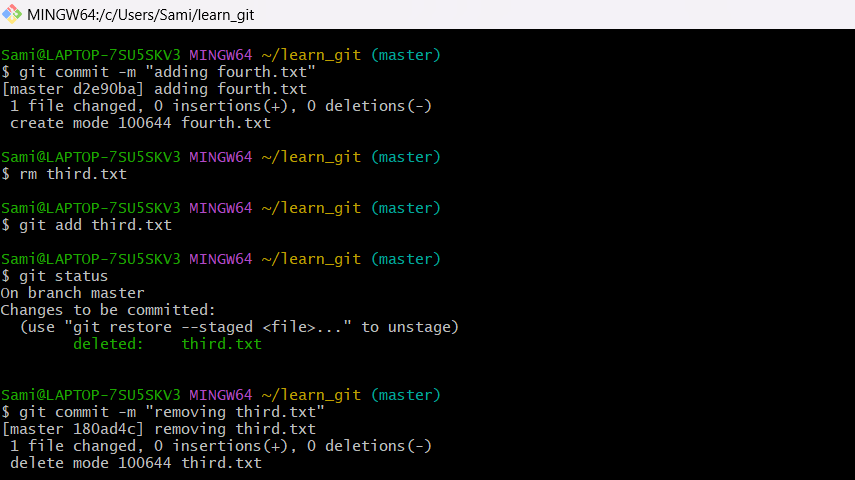 MINGW64:/c/Users/Sami/learn_git
Sami@LAPTOP-7SU5SKV3 MINGW64 ~/learn_git (master)
$ git commit -m "adding fourth.txt"
[master d2e90ba] adding fourth.txt
 1 file changed, 0 insertions(+), 0 deletions(-)
 create mode 100644 fourth.txt
Sami@LAPTOP-7SU5SKV3 MINGW64 ~/learn_git (master)
$ rm third.txt
Sami@LAPTOP-7SU5SKV3 MINGW64 ~/learn_git (master)
$ git add third.txt
Sami@LAPTOP-7SU5SKV3 MINGW64 ~/learn_git (master)
$ git status
On branch master
Changes to be committed:
  (use "git restore --staged <file>..." to unstage)
        deleted:    third.txt
Sami@LAPTOP-7SU5SKV3 MINGW64 ~/learn_git (master)
$ git commit -m "removing third.txt"
[master 180ad4c] removing third.txt
 1 file changed, 0 insertions(+), 0 deletions(-)
 delete mode 100644 third.txt